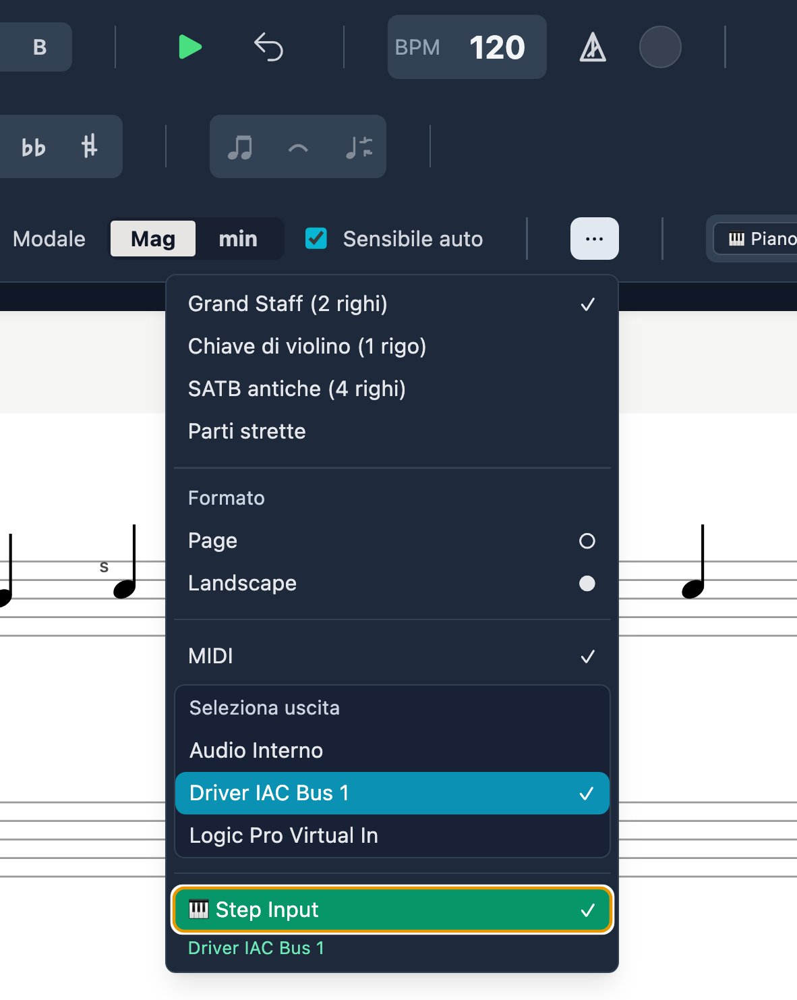 B
BPM 120
♭♭ ♯
Modale Mag min Sensibile auto ... Piano
Grand Staff (2 righi)
Chiave di violino (1 rigo)
SATB antiche (4 righi)
Parti strette
Formato
Page
Landscape
s
MIDI
Seleziona uscita
Audio Interno
Driver IAC Bus 1
Logic Pro Virtual In
Step Input
Driver IAC Bus 1